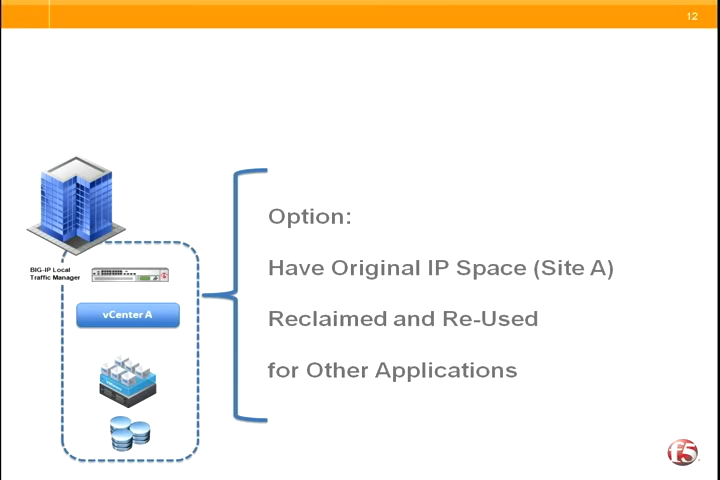 12
Option:
Have Original IP Space (Site A)
BIG-IP Local
Traffic Manager
vCenter A
Reclaimed and Re-Used
for Other Applications
f5